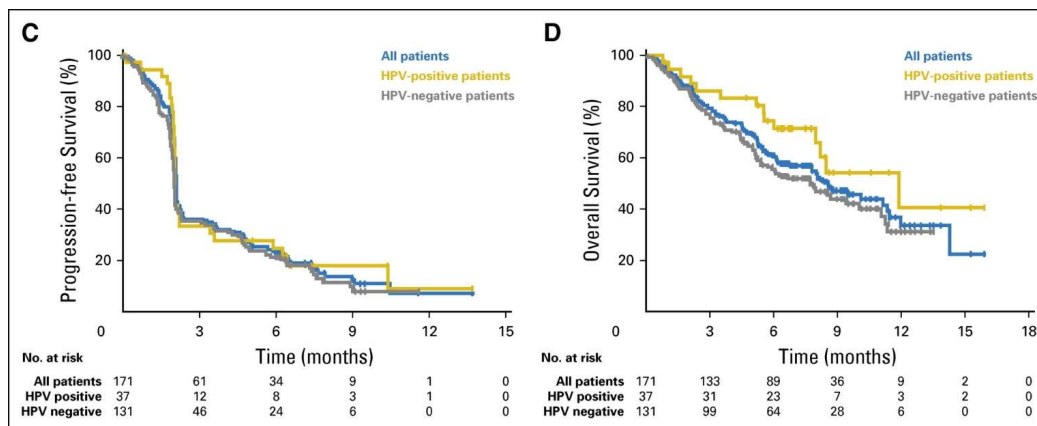 C
Progression-free Survival (%)
100
80
60
40
20
0
3
6
9
12
15
Time (months)
All patients
HPV-positive patients
HPV-negative patients
No. at risk
All patients 171 61 34 9 1 0
HPV positive 37 12 8 3 1 0
HPV negative 131 46 24 6 0 0
D
Overall Survival (%)
100
80
60
40
20
0
3
6
9
12
15
18
Time (months)
All patients
HPV-positive patients
HPV-negative patients
No. at risk
All patients 171 133 89 36 9 2 0
HPV positive 37 31 23 7 3 2 0
HPV negative 131 99 64 28 6 0 0